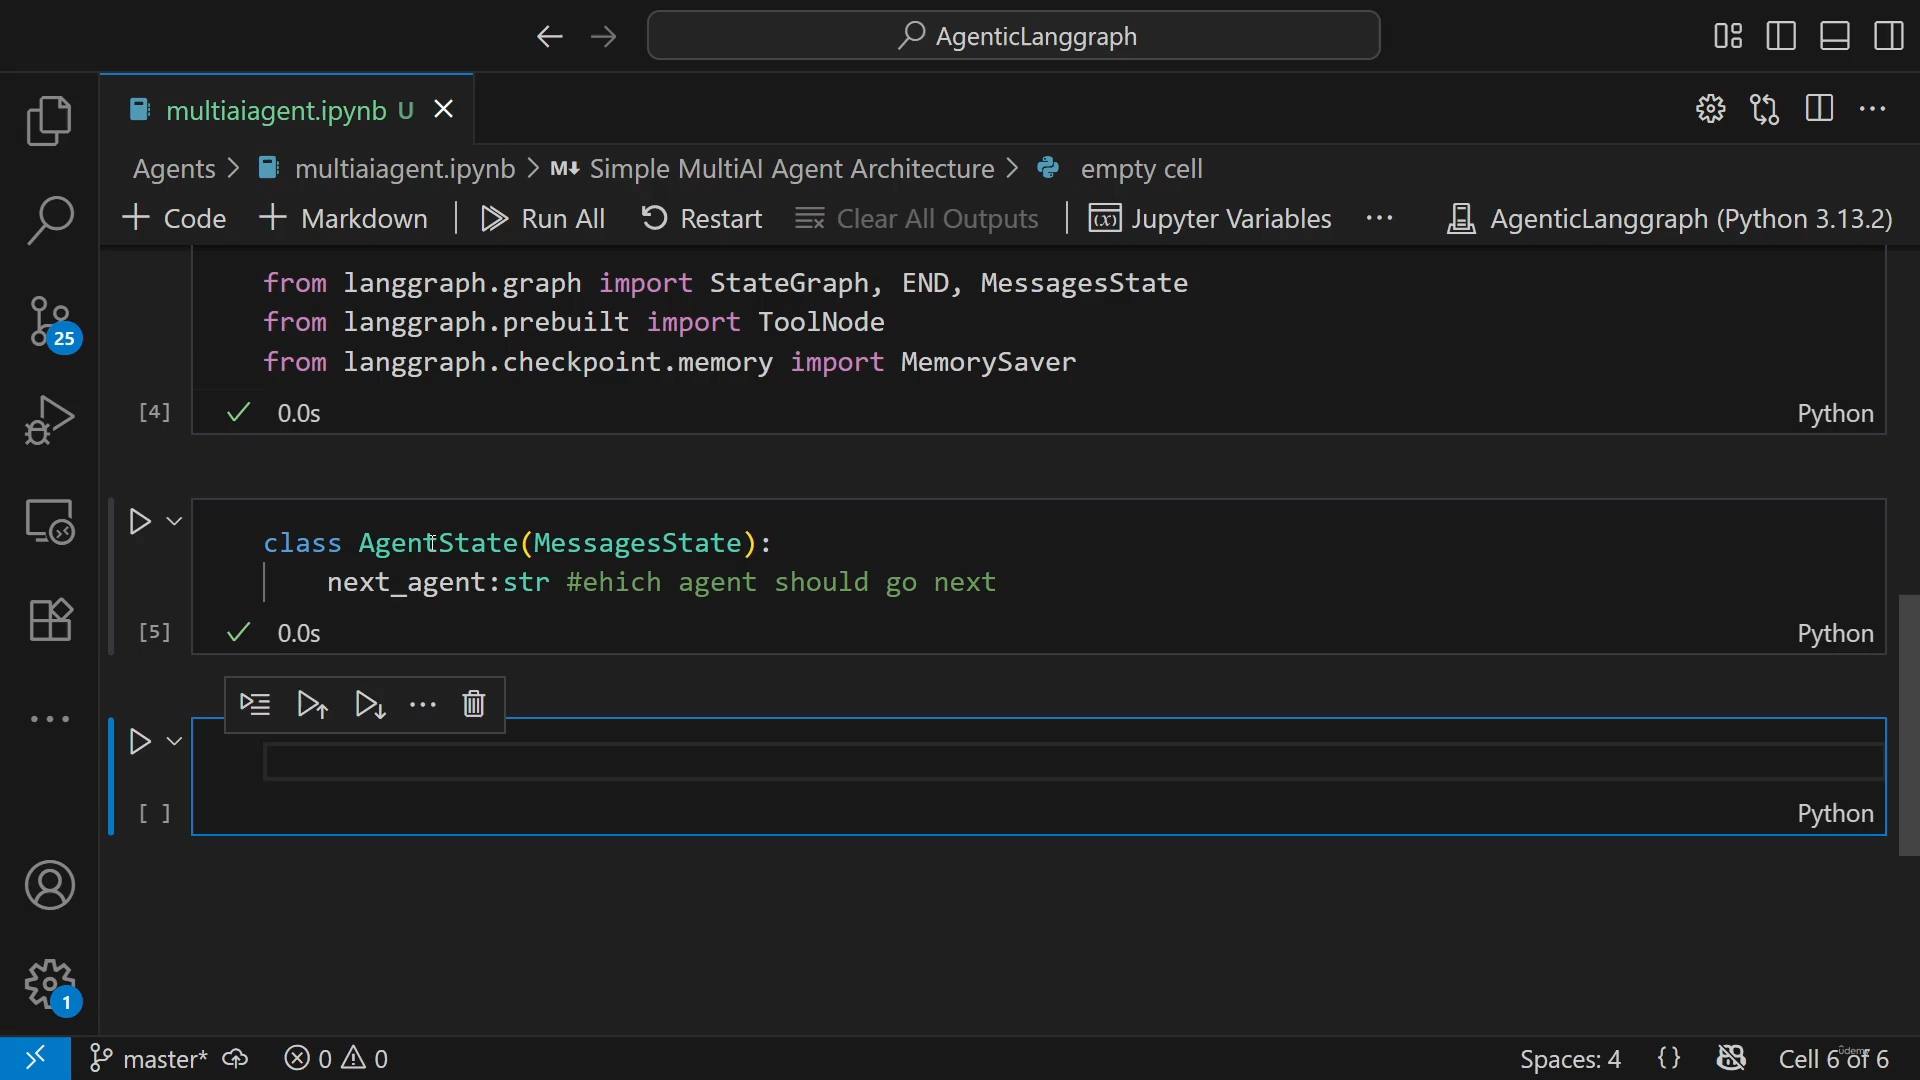 AgenticLanggraph
multiaiagent.ipynb U
Agents > multiaiagent.ipynb > M↓ Simple MultiAI Agent Architecture > empty cell
+ Code + Markdown | Run All Restart Clear All Outputs | Jupyter Variables ... AgenticLanggraph (Python 3.13.2)
from langgraph.graph import StateGraph, END, MessagesState
from langgraph.prebuilt import ToolNode
from langgraph.checkpoint.memory import MemorySaver
[4] 0.0s Python
25
class AgentState(MessagesState):
next_agent:str #ehich agent should go next
[5] 0.0s Python
[ ] Python
1
master* 0 0 Spaces: 4 {} Cell 6 of 6
udemy